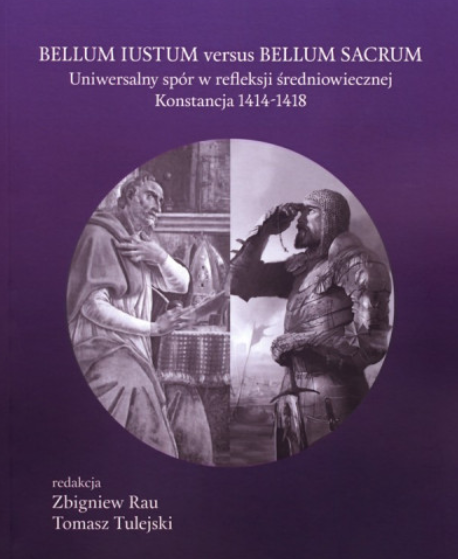 BELLUM IUSTUM versus BELLUM SACRUM
Uniwersalny spór w refleksji średniowiecznej
Konstancja 1414-1418
redakcja
Zbigniew Rau
Tomasz Tulejski